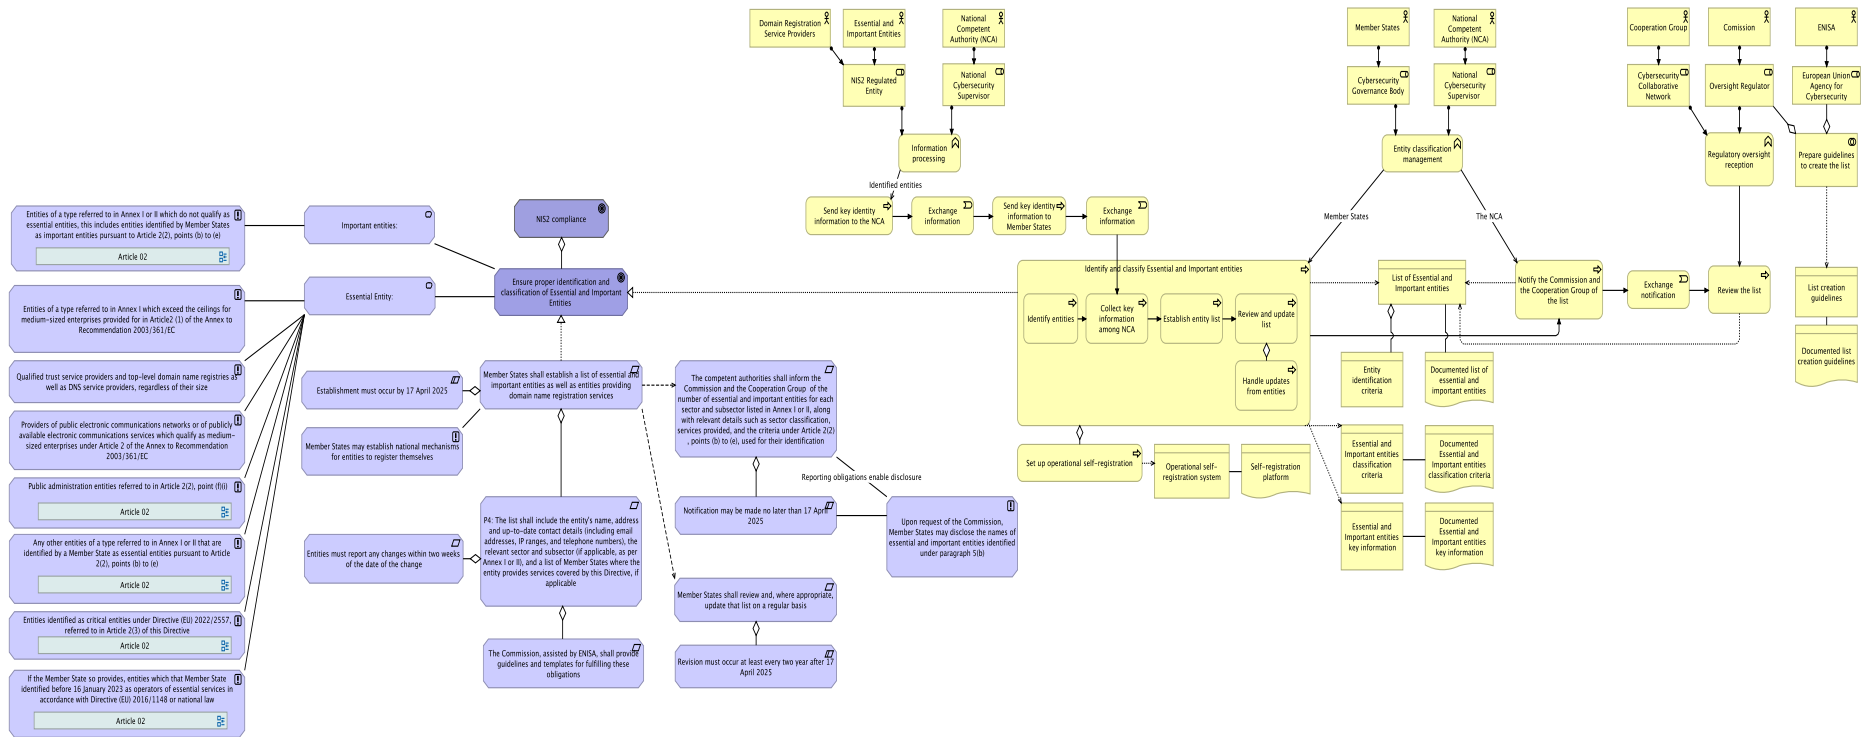 Domain Registration
Service Providers
Essential and
Important Entities
National
Competent
Authority (NCA)
NIS2 Regulated
Entity
National
Cybersecurity
Supervisor
Information
processing
Identified entities
Send key identity
information to the NCA
Exchange
information
Send key identity
information to
Member States
Exchange
information
Member States
National
Competent
Authority (NCA)
Cybersecurity
Governance Body
National
Cybersecurity
Supervisor
Entity classification
management
Member States
The NCA
Cooperation Group
Comission
ENISA
Cybersecurity
Collaborative
Network
Oversight Regulator
European Union
Agency for
Cybersecurity
Regulatory oversight
reception
Prepare guidelines
to create the list
Entities of a type referred to in Annex I or II which do not qualify as
essential entities, this includes entities identified by Member States
as important entities pursuant to Article 2(2), points (b) to (e)
Article 02
Important entities:
NIS2 compliance
Essential Entity:
Ensure proper identification and
classification of Essential and Important
Entities
Entities of a type referred to in Annex I which exceed the ceilings for
medium-sized enterprises provided for in Article2 (1) of the Annex to
Recommendation 2003/361/EC
Qualified trust service providers and top-level domain name registries as
well as DNS service providers, regardless of their size
Providers of public electronic communications networks or of publicly
available electronic communications services which qualify as medium-
sized enterprises under Article 2 of the Annex to Recommendation
2003/361/EC
Public administration entities referred to in Article 2(2), point (f)(i)
Article 02
Any other entities of a type referred to in Annex I or II that are
identified by a Member State as essential entities pursuant to Article
2(2), points (b) to (e)
Article 02
Entities identified as critical entities under Directive (EU) 2022/2557,
referred to in Article 2(3) of this Directive
Article 02
If the Member State so provides, entities which that Member State
identified before 16 January 2023 as operators of essential services in
accordance with Directive (EU) 2016/1148 or national law
Article 02
Establishment must occur by 17 April 2025
Member States may establish national mechanisms
for entities to register themselves
Entities must report any changes within two weeks
of the date of the change
Member States shall establish a list of essential and
important entities as well as entities providing
domain name registration services
P4: The list shall include the entity's name, address
and up-to-date contact details (including email
addresses, IP ranges, and telephone numbers), the
relevant sector and subsector (if applicable, as per
Annex I or II), and a list of Member States where the
entity provides services covered by this Directive, if
applicable
The Commission, assisted by ENISA, shall provide
guidelines and templates for fulfilling these
obligations
The competent authorities shall inform the
Commission and the Cooperation Group of the
number of essential and important entities for each
sector and subsector listed in Annex I or II, along
with relevant details such as sector classification,
services provided, and the criteria under Article 2(2)
, points (b) to (e), used for their identification
Reporting obligations enable disclosure
Notification may be made no later than 17 April
2025
Upon request of the Commission,
Member States may disclose the names of
essential and important entities identified
under paragraph 5(b)
Member States shall review and, where appropriate,
update that list on a regular basis
Revision must occur at least every two year after 17
April 2025
Identify and classify Essential and Important entities
Identify entities
Collect key
information
among NCA
Establish entity list
Review and update
list
Handle updates
from entities
Set up operational self-registration
Operational self-
registration system
Self-registration
platform
List of Essential and
Important entities
Notify the Commission and
the Cooperation Group of
the list
Exchange
notification
Review the list
List creation
guidelines
Documented list
creation guidelines
Entity
identification
criteria
Documented list of
essential and
important entities
Essential and
Important entities
classification
criteria
Documented
Essential and
Important entities
classification criteria
Essential and
Important entities
key information
Documented
Essential and
Important entities
key information